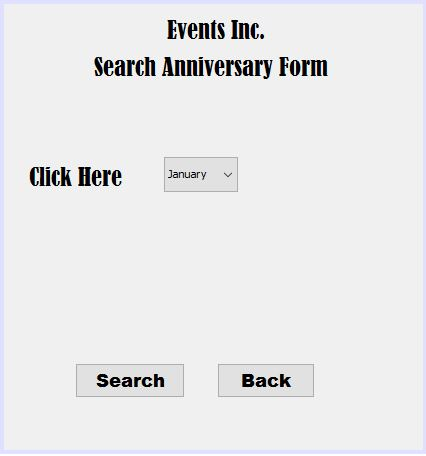 Events Inc.
Search Anniversary Form
Click Here
January
Search
Back